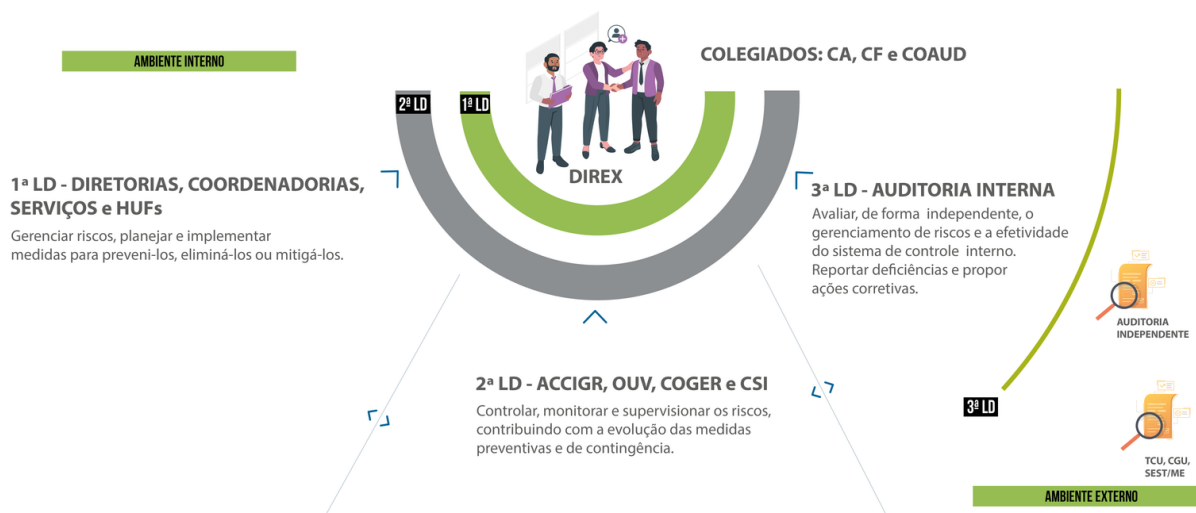 AMBIENTE INTERNO
COLEGIADOS: CA, CF e COAUD
2ª LD
1ª LD
DIREX
1ª LD - DIRETORIAS, COORDENADORIAS,
SERVIÇOS e HUFs
Gerenciar riscos, planejar e implementar
medidas para preveni-los, eliminá-los ou mitigá-los.
3ª LD - AUDITORIA INTERNA
Avaliar, de forma independente, o
gerenciamento de riscos e a efetividade
do sistema de controle interno.
Reportar deficiências e propor
ações corretivas.
AUDITORIA
INDEPENDENTE
2ª LD - ACCIGR, OUV, COGER e CSI
Controlar, monitorar e supervisionar os riscos,
contribuindo com a evolução das medidas
preventivas e de contingência.
3ª LD
TCU, CGU,
SEST/ME
AMBIENTE EXTERNO